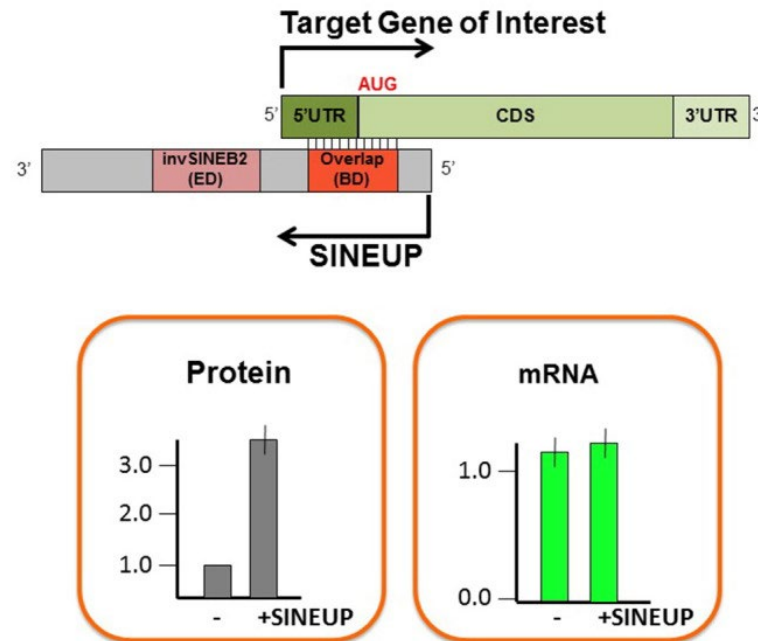 Target Gene of Interest
AUG
5’ 5’UTR CDS 3’UTR 3
3’ invSINEB2 Overlap 5’
(ED) (BD)
SINEUP
Protein
3.0
2.0
1.0
- +SINEUP
mRNA
1.0
0.0
- +SINEUP